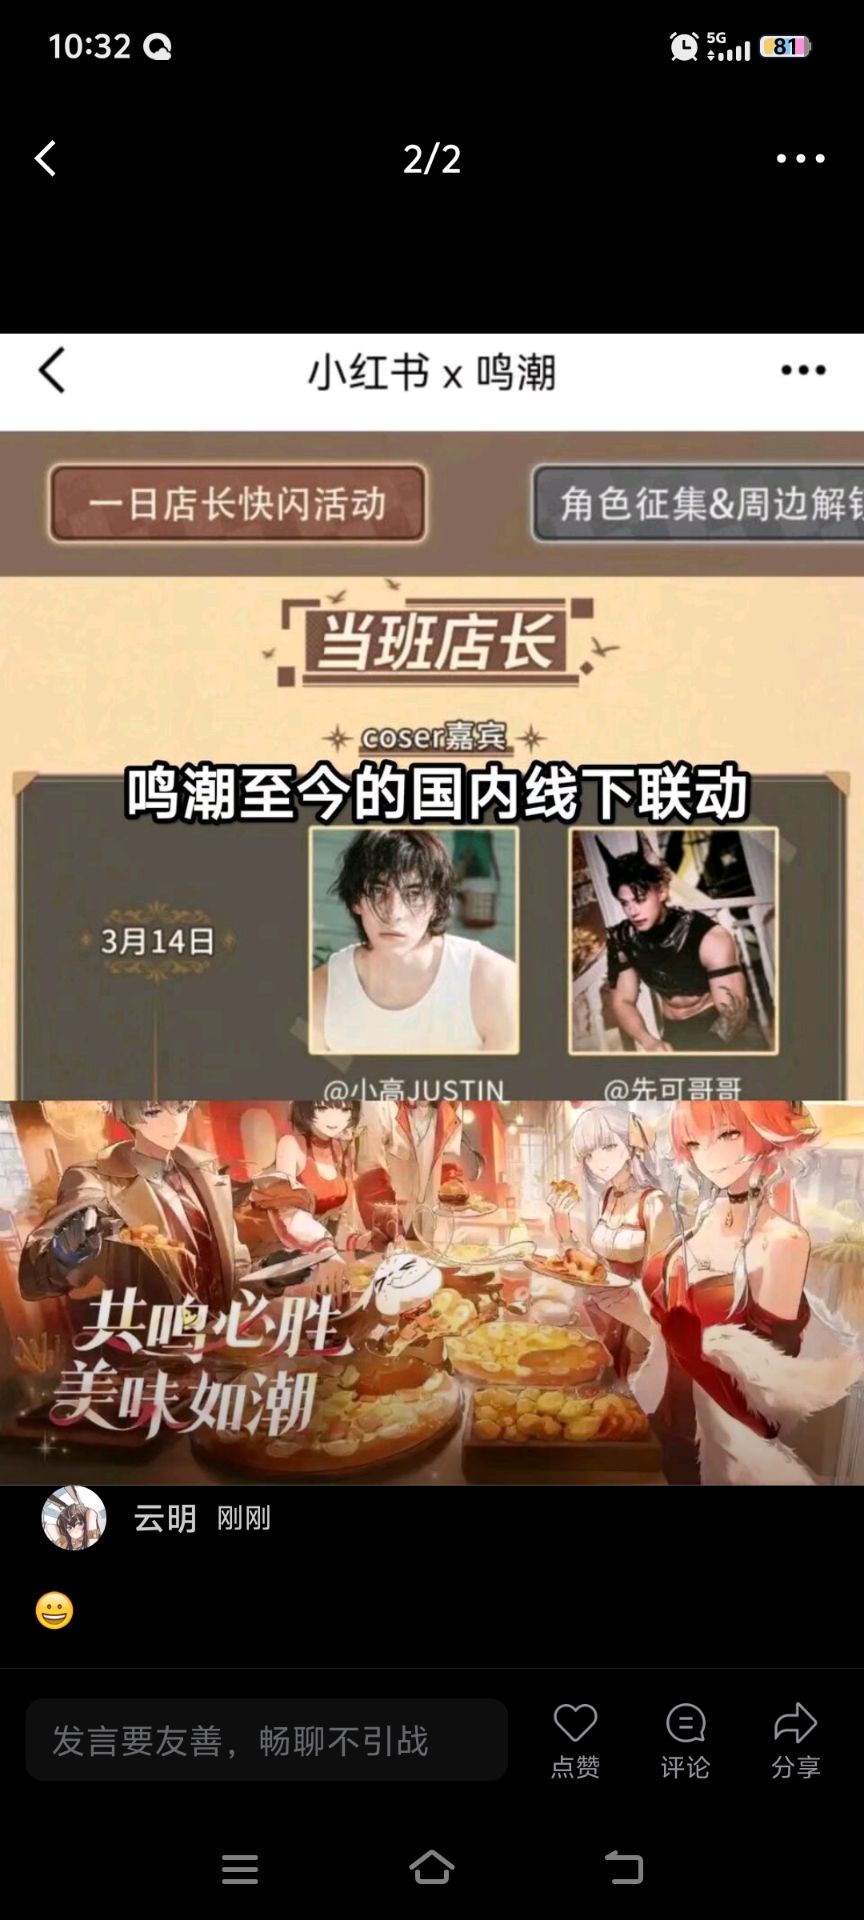 10:32
5G
81
2/2
小红书 x 鸣潮
一日店长快闪活动
角色征集&周边解锁
当班店长
coser嘉宾
鸣潮至今的国内线下联动
3月14日
@小高JUSTIN
@先可哥哥
共鸣必胜
美味如潮
云明 刚刚
发言要友善，畅聊不引战
点赞
评论
分享